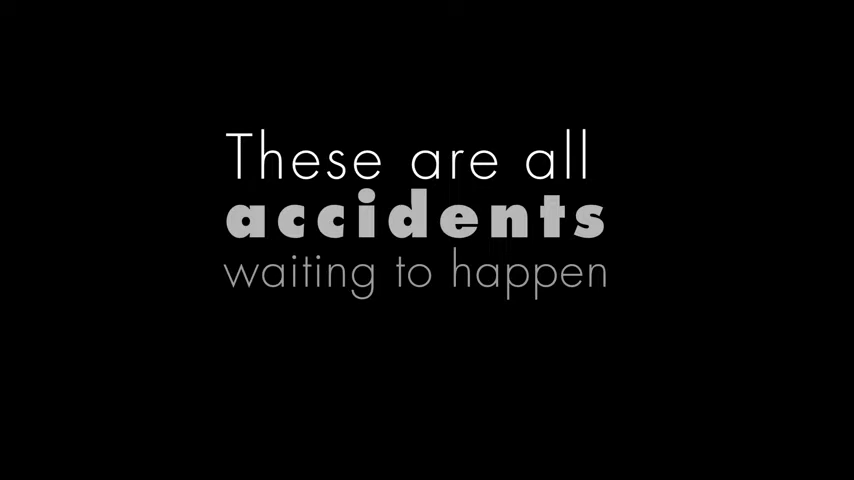 These are all
accidents
waiting to happen